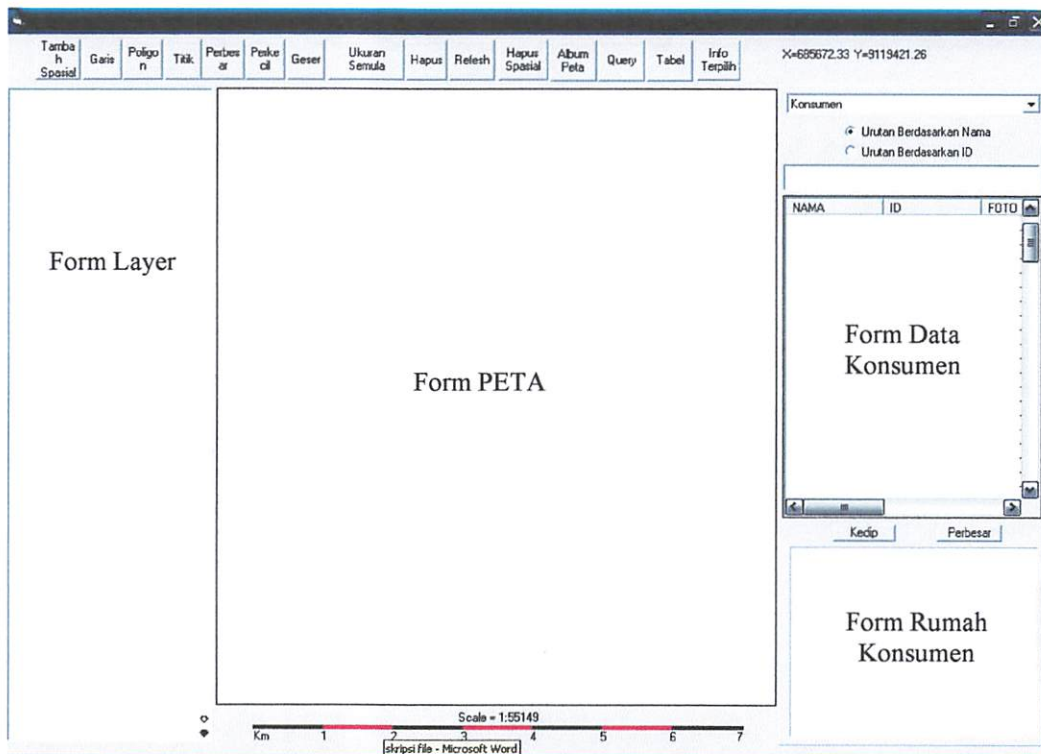 Tamba
h
Spasial
Garis
Poligo
n
Titik
Perbes
ar
Perke
cil
Geser
Ukuran
Semula
Hapus
Refesh
Hapus
Spasial
Album
Peta
Query
Tabel
Info
Terpilih
X=685672.33 Y=9119421.26
Konsumen
Urutan Berdasarkan Nama
Urutan Berdasarkan ID
NAMA ID FOTO
Form Layer
Form PETA
Form Data
Konsumen
Kedip Perbesar
Form Rumah
Konsumen
Scale = 1:55149
Km 1 2 3 4 5 6 7
skripsi file - Microsoft Word